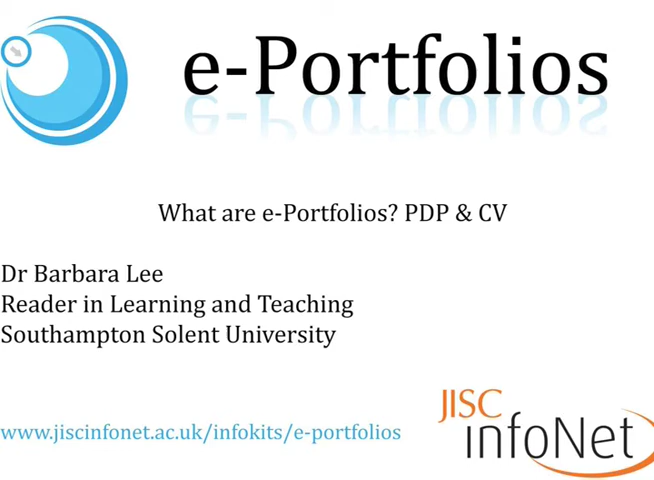 e-Portfolios
What are e-Portfolios? PDP & CV
Dr Barbara Lee
Reader in Learning and Teaching
Southampton Solent University
www.jiscinfonet.ac.uk/infokits/e-portfolios
JISC
infoNet